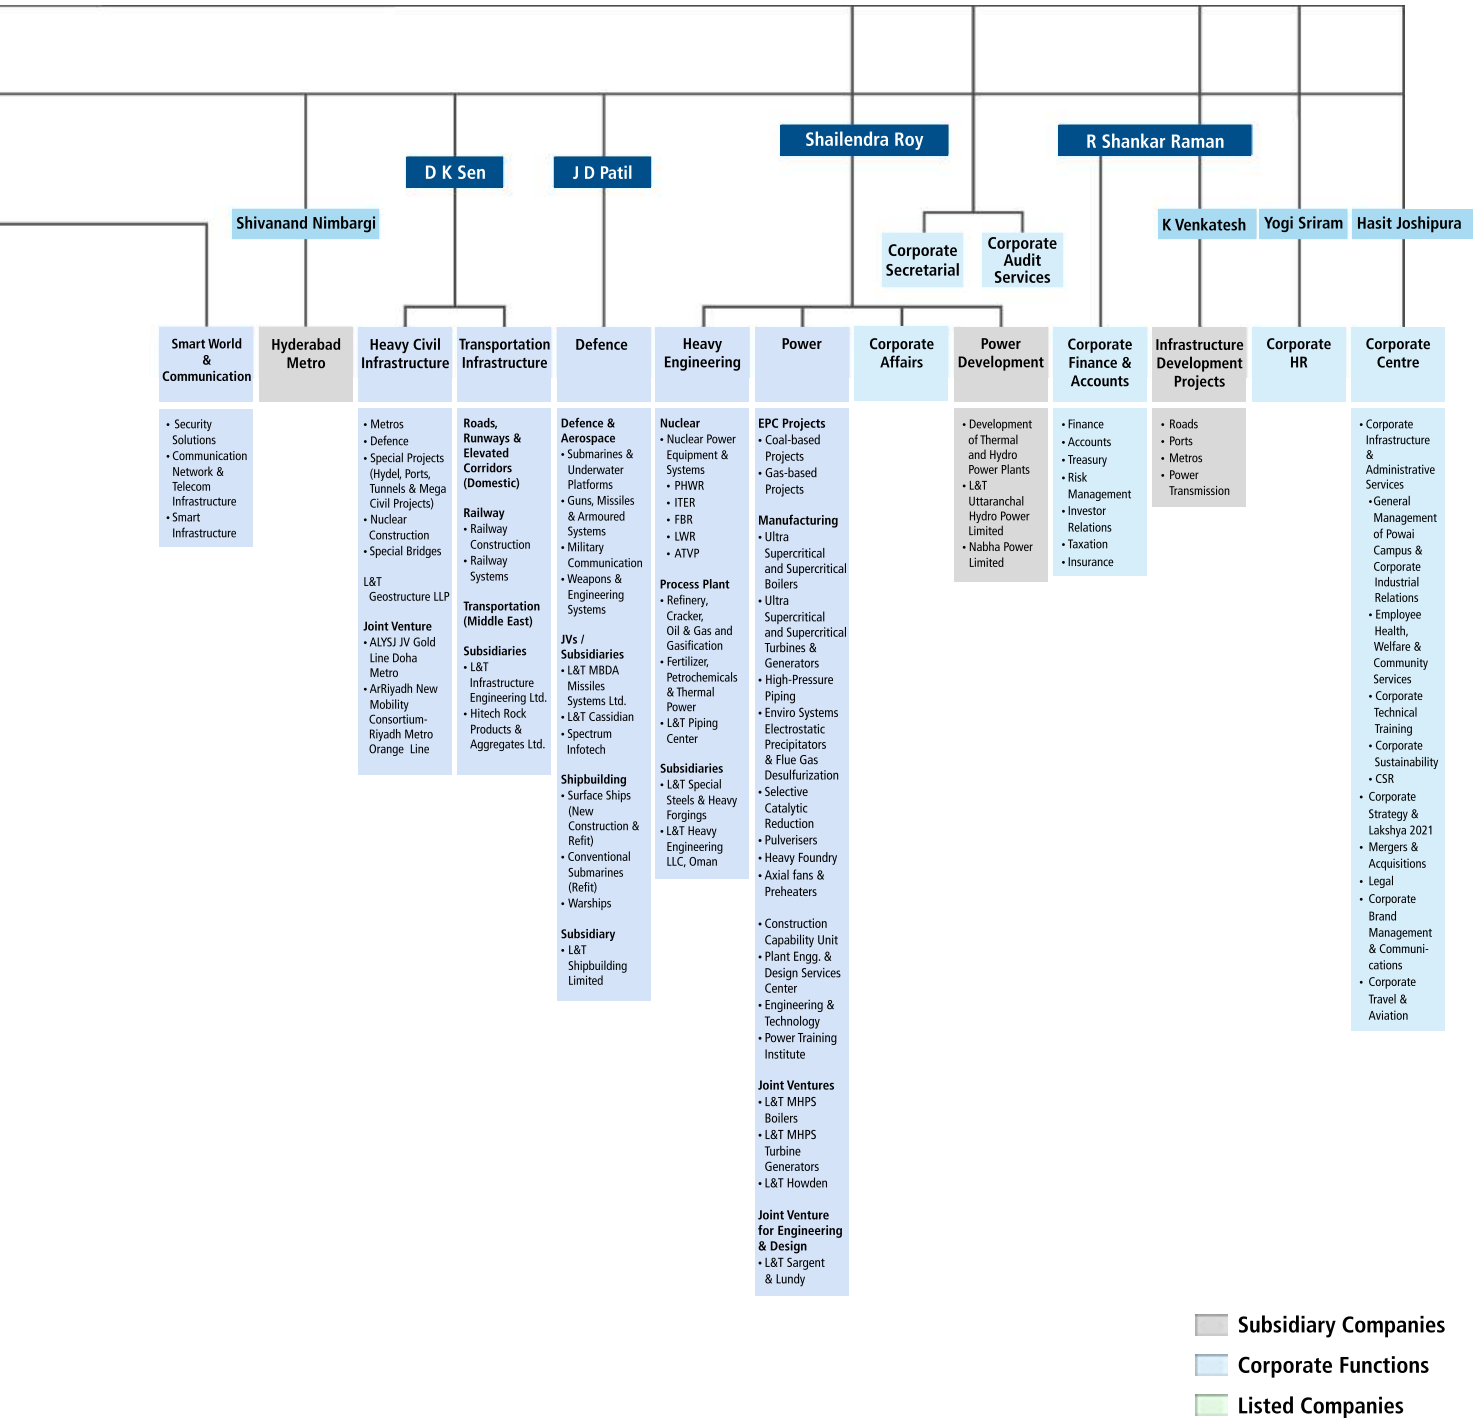 Shailendra Roy
R Shankar Raman
D K Sen
J D Patil
Shivanand Nimbargi
K Venkatesh
Yogi Sriram
Hasit Joshipura
Corporate
Secretarial
Corporate
Audit
Services
Smart World
&
Communication
• Security
Solutions
• Communication
Network &
Telecom
Infrastructure
• Smart
Infrastructure
Hyderabad
Metro
Heavy Civil
Infrastructure
• Metros
• Defence
• Special Projects
(Hydel, Ports,
Tunnels & Mega
Civil Projects)
• Nuclear
Construction
• Special Bridges
L&T
Geostructure LLP
Joint Venture
• ALYSJ JV Gold
Line Doha
Metro
• ArRiyadh New
Mobility
Consortium-
Riyadh Metro
Orange Line
Transportation
Infrastructure
Roads,
Runways &
Elevated
Corridors
(Domestic)
Railway
• Railway
Construction
• Railway
Systems
Transportation
(Middle East)
Subsidiaries
• L&T
Infrastructure
Engineering Ltd.
• Hitech Rock
Products &
Aggregates Ltd.
Defence
Defence &
Aerospace
• Submarines &
Underwater
Platforms
• Guns, Missiles
& Armoured
Systems
• Military
Communication
• Weapons &
Engineering
Systems
JVs /
Subsidiaries
• L&T MBDA
Missiles
Systems Ltd.
• L&T Cassidian
• Spectrum
Infotech
Shipbuilding
• Surface Ships
(New
Construction &
Refit)
• Conventional
Submarines
(Refit)
• Warships
Subsidiary
• L&T
Shipbuilding
Limited
Heavy
Engineering
Nuclear
• Nuclear Power
Equipment &
Systems
• PHWR
• ITER
• FBR
• LWR
• ATVP
Process Plant
• Refinery,
Cracker,
Oil & Gas and
Gasification
• Fertilizer,
Petrochemicals
& Thermal
Power
• L&T Piping
Center
Subsidiaries
• L&T Special
Steels & Heavy
Forgings
• L&T Heavy
Engineering
LLC, Oman
Power
EPC Projects
• Coal-based
Projects
• Gas-based
Projects
Manufacturing
• Ultra
Supercritical
and Supercritical
Boilers
• Ultra
Supercritical
and Supercritical
Turbines &
Generators
• High-Pressure
Piping
• Enviro Systems
Electrostatic
Precipitators
& Flue Gas
Desulfurization
• Selective
Catalytic
Reduction
• Pulverisers
• Heavy Foundry
• Axial fans &
Preheaters
• Construction
Capability Unit
• Plant Engg. &
Design Services
Center
• Engineering &
Technology
• Power Training
Institute
Joint Ventures
• L&T MHPS
Boilers
• L&T MHPS
Turbine
Generators
• L&T Howden
Joint Venture
for Engineering
& Design
• L&T Sargent
& Lundy
Corporate
Affairs
Power
Development
• Development
of Thermal
and Hydro
Power Plants
• L&T
Uttaranchal
Hydro Power
Limited
• Nabha Power
Limited
Corporate
Finance &
Accounts
• Finance
• Accounts
• Treasury
• Risk
Management
• Investor
Relations
• Taxation
• Insurance
Infrastructure
Development
Projects
• Roads
• Ports
• Metros
• Power
Transmission
Corporate
HR
Corporate
Centre
• Corporate
Infrastructure
&
Administrative
Services
• General
Management
of Powai
Campus &
Corporate
Industrial
Relations
• Employee
Health,
Welfare &
Community
Services
• Corporate
Technical
Training
• Corporate
Sustainability
• CSR
• Corporate
Strategy &
Lakshya 2021
• Mergers &
Acquisitions
• Legal
• Corporate
Brand
Management
& Communi-
cations
• Corporate
Travel &
Aviation
Subsidiary Companies
Corporate Functions
Listed Companies